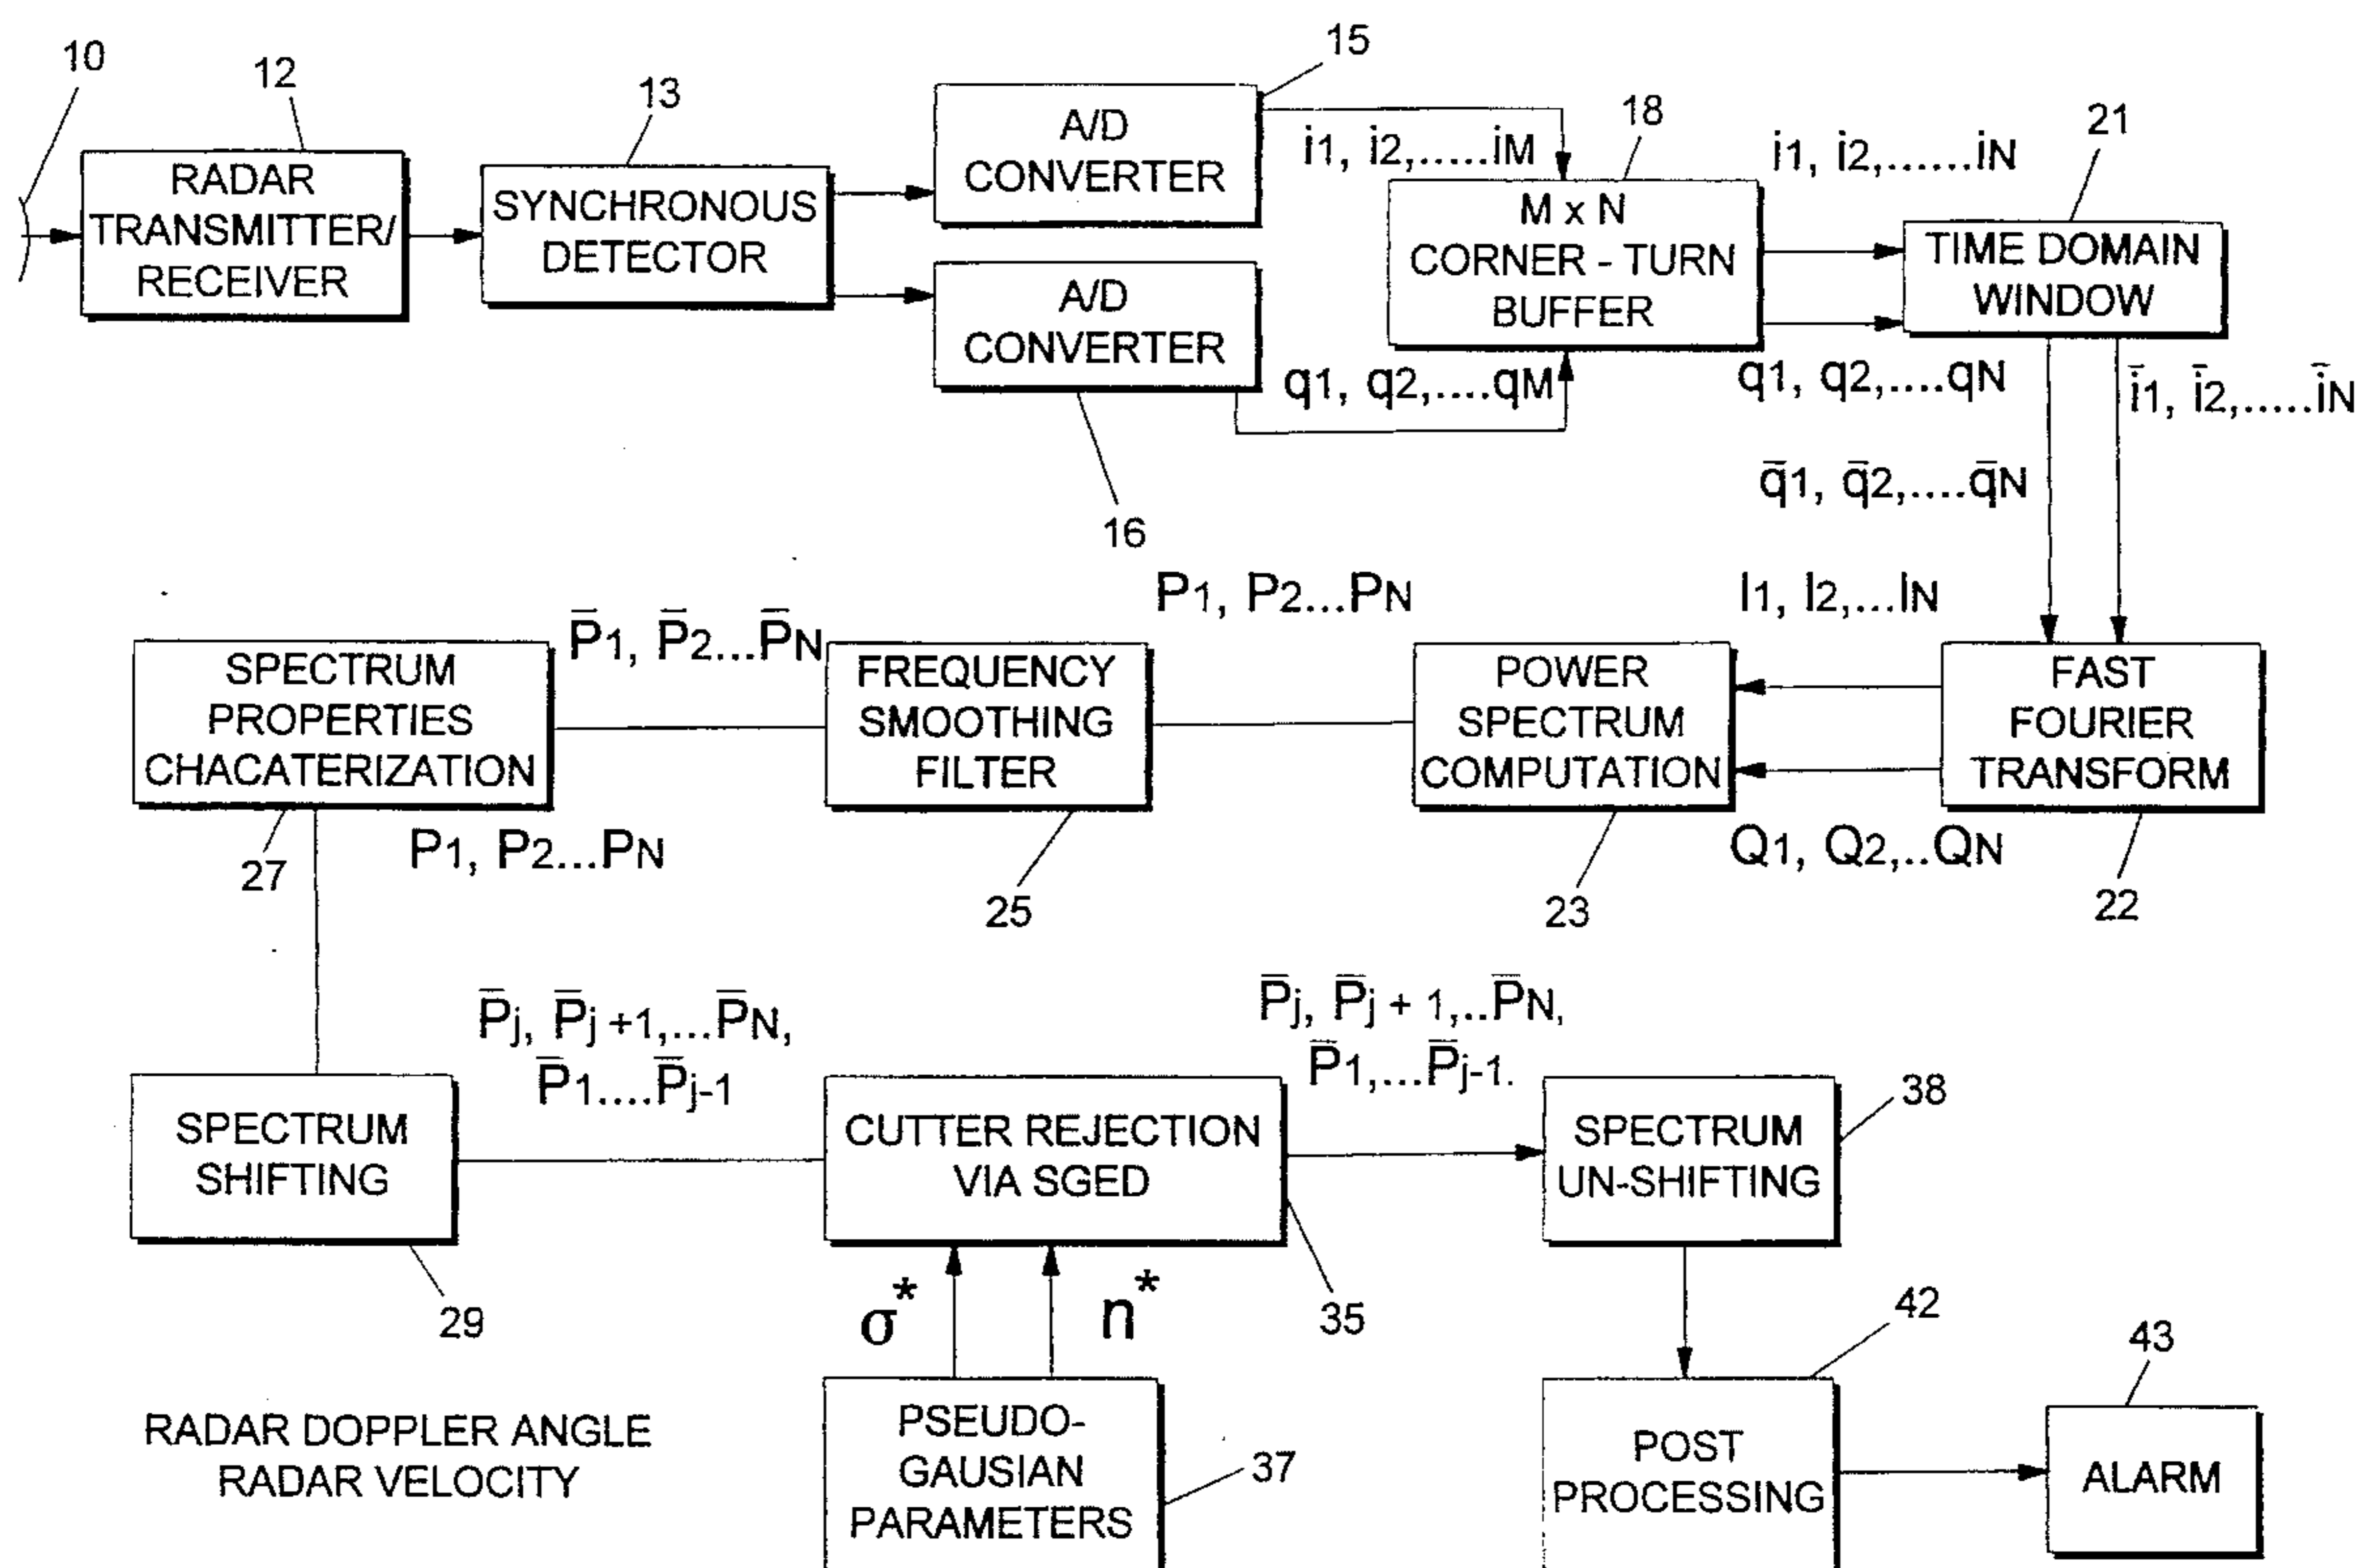 10
12
13
15
18
21
RADAR
TRANSMITTER/
RECEIVER
SYNCHRONOUS
DETECTOR
A/D
CONVERTER
i1, i2,.....iM
A/D
CONVERTER
16
q1, q2,....qM
M x N
CORNER - TURN
BUFFER
i1, i2,......iN
q1, q2,....qN
TIME DOMAIN
WINDOW
i̅1, i̅2,.....i̅N
q̅1, q̅2,....q̅N
I1, I2,...IN
FAST
FOURIER
TRANSFORM
22
Q1, Q2,..QN
POWER
SPECTRUM
COMPUTATION
23
P1, P2...PN
FREQUENCY
SMOOTHING
FILTER
25
P̅1, P̅2...P̅N
SPECTRUM
PROPERTIES
CHACATERIZATION
27
P1, P2...PN
SPECTRUM
SHIFTING
29
P̅j, P̅j +1,...P̅N,
P̅1....P̅j-1
CUTTER REJECTION
VIA SGED
35
σ*
n*
PSEUDO-
GAUSIAN
PARAMETERS
37
P̅j, P̅j + 1,..P̅N,
P̅1,...P̅j-1.
SPECTRUM
UN-SHIFTING
38
POST
PROCESSING
42
ALARM
43
RADAR DOPPLER ANGLE
RADAR VELOCITY